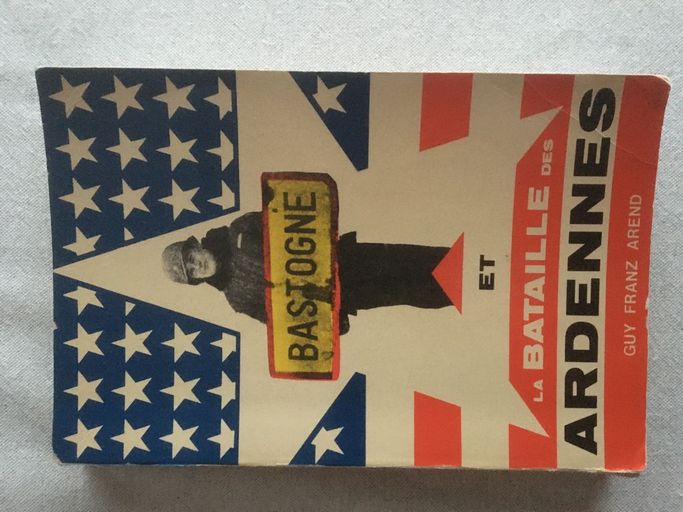 BASTOGNE
ET
LA BATAILLE DES
ARDENNES
GUY FRANZ AREND